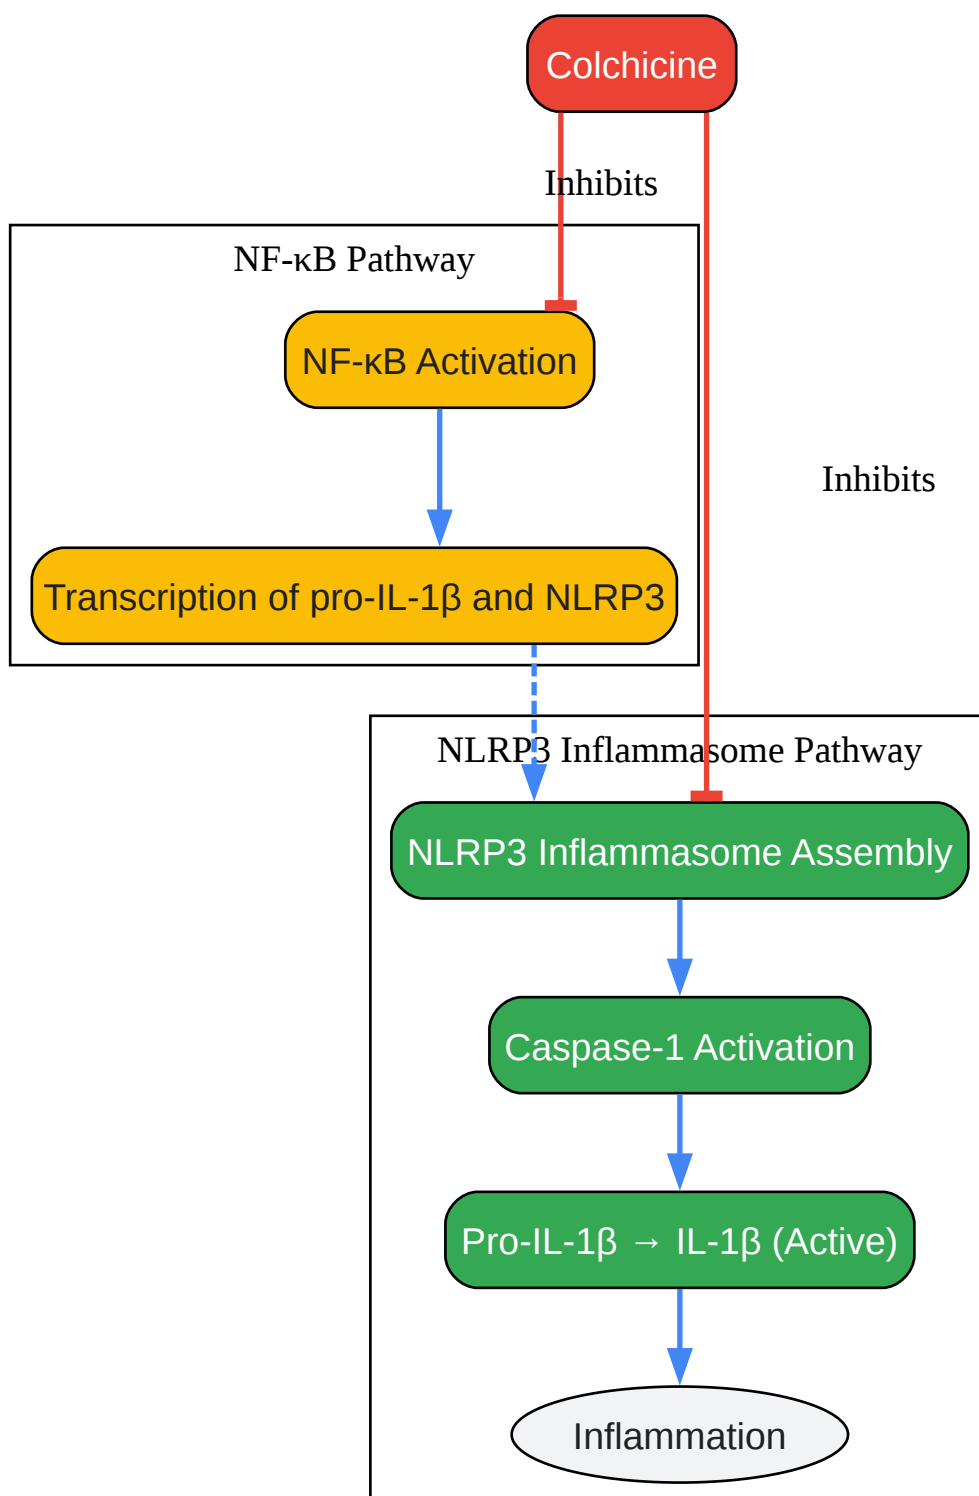 Colchicine
Inhibits
NF-κB Pathway
NF-κB Activation
Inhibits
Transcription of pro-IL-1β and NLRP3
NLRP3 Inflammasome Pathway
NLRP3 Inflammasome Assembly
Caspase-1 Activation
Pro-IL-1β → IL-1β (Active)
Inflammation